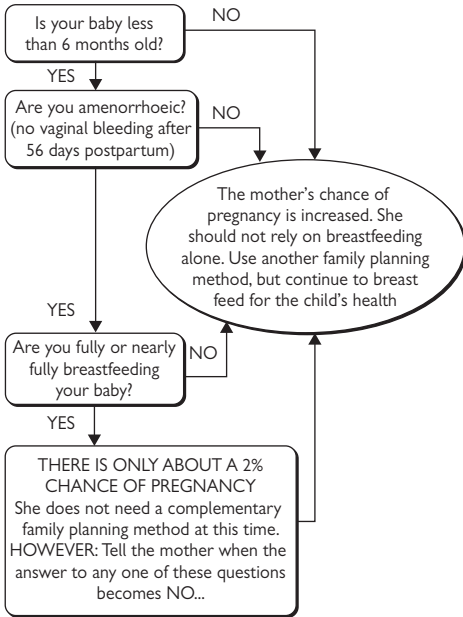 Is your baby less
than 6 months old?
NO
YES
Are you amenorrhoeic?
(no vaginal bleeding after
56 days postpartum)
NO
The mother's chance of
pregnancy is increased. She
should not rely on breastfeeding
alone. Use another family planning
method, but continue to breast
feed for the child's health
YES
Are you fully or nearly
fully breastfeeding
your baby?
NO
YES
THERE IS ONLY ABOUT A 2%
CHANCE OF PREGNANCY
She does not need a complementary
family planning method at this time.
HOWEVER: Tell the mother when the
answer to any one of these questions
becomes NO...